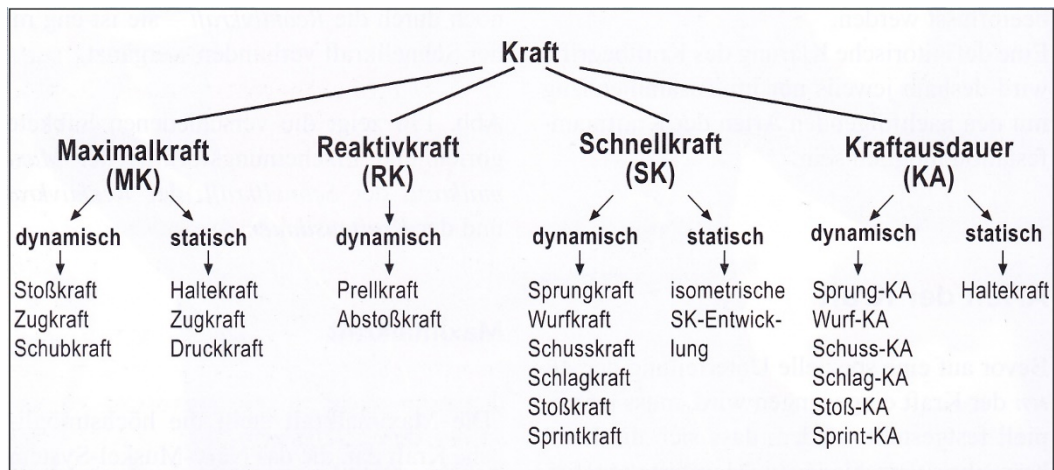 Kraft
Maximalkraft
(MK)
Reaktivkraft
(RK)
Schnellkraft
(SK)
Kraftausdauer
(KA)
dynamisch
statisch
dynamisch
dynamisch
statisch
dynamisch
statisch
Stoßkraft
Zugkraft
Schubkraft
Haltekraft
Zugkraft
Druckkraft
Prellkraft
Abstoßkraft
Sprungkraft
Wurfkraft
Schusskraft
Schlagkraft
Stoßkraft
Sprintkraft
isometrische
SK-Entwick-
lung
Sprung-KA
Wurf-KA
Schuss-KA
Schlag-KA
Stoß-KA
Sprint-KA
Haltekraft